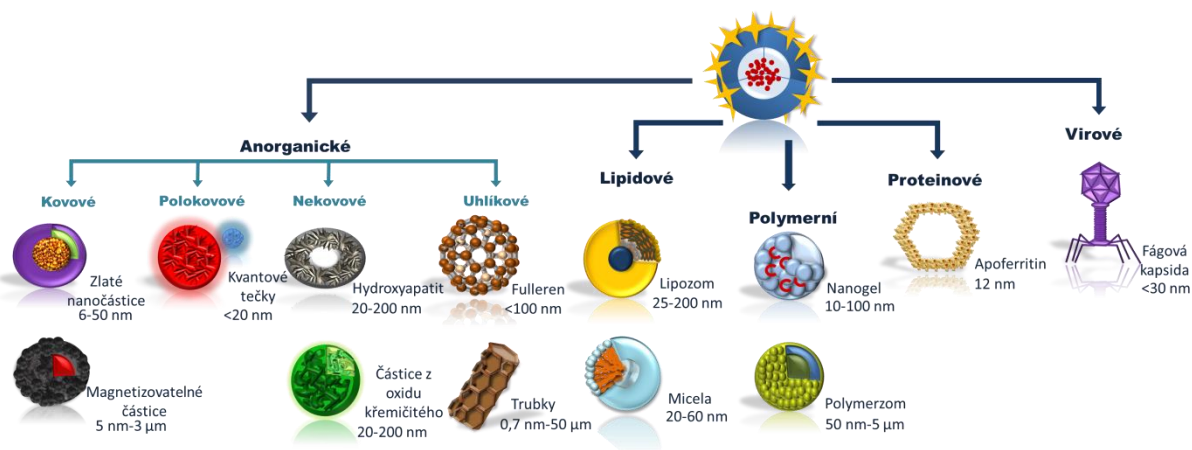 Anorganické
Lipidové
Polymerní
Proteinové
Virové
Kovové
Polokovové
Nekovové
Uhlíkové
Zlaté
nanočástice
6-50 nm
Kvantové
tečky
<20 nm
Hydroxyapatit
20-200 nm
Fulleren
<100 nm
Lipozom
25-200 nm
Nanogel
10-100 nm
Apoferritin
12 nm
Fágová
kapsida
<30 nm
Magnetizovatelné
částice
5 nm-3 µm
Částice z
oxidu
křemičitého
20-200 nm
Trubky
0,7 nm-50 µm
Micela
20-60 nm
Polymerzom
50 nm-5 µm